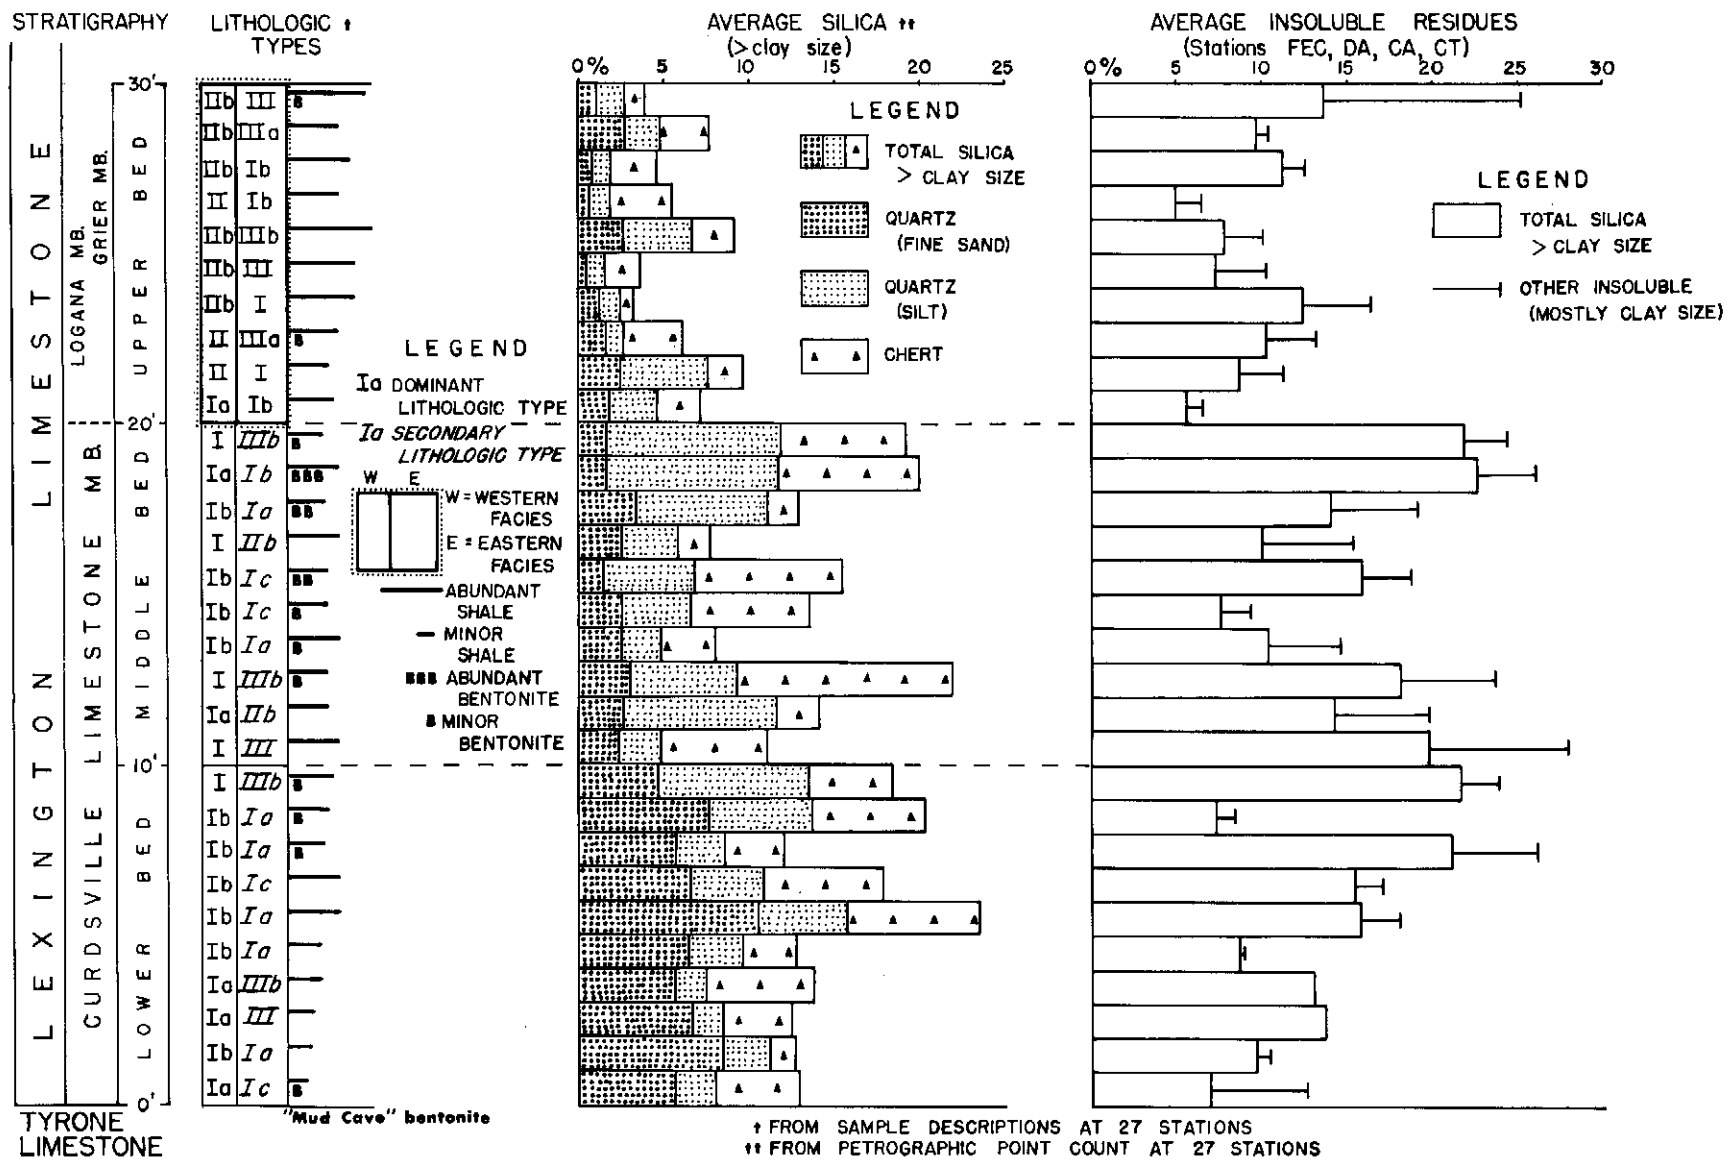 STRATIGRAPHY
LITHOLOGIC †
TYPES
AVERAGE SILICA ††
(>clay size)
AVERAGE INSOLUBLE RESIDUES
(Stations FEC, DA, CA, CT)
0% 5 10 15 20 25
0% 5 10 15 20 25 30
LEXINGTON LIMESTONE
CURDSVILLE LIMESTONE MB.
LOGANA MB.
GRIER MB.
LOWER BED
MIDDLE BED
UPPER BED
30'
20'
10'
0'
IIb III B
IIb IIIa
IIb Ib
II Ib
IIb IIIb
IIb III
IIb I
II IIIa B
II I
Ia Ib
I IIIb B
Ia Ib BBB
Ib Ia BB
I IIb
Ib Ic BB
Ib Ic B
Ib Ia B
I IIIb B
Ia IIb
I III
I IIIb B
Ib Ia B
Ib Ia B
Ib Ic
Ib Ia
Ib Ia
Ia IIIb
Ia III
Ib Ia
Ia Ic B
"Mud Cave" bentonite
TYRONE
LIMESTONE
LEGEND
Ia DOMINANT
LITHOLOGIC TYPE
Ia SECONDARY
LITHOLOGIC TYPE
W E
W = WESTERN
FACIES
E = EASTERN
FACIES
ABUNDANT
SHALE
MINOR
SHALE
BBB ABUNDANT
BENTONITE
B MINOR
BENTONITE
LEGEND
TOTAL SILICA
> CLAY SIZE
QUARTZ
(FINE SAND)
QUARTZ
(SILT)
CHERT
LEGEND
TOTAL SILICA
> CLAY SIZE
OTHER INSOLUBLE
(MOSTLY CLAY SIZE)
† FROM SAMPLE DESCRIPTIONS AT 27 STATIONS
†† FROM PETROGRAPHIC POINT COUNT AT 27 STATIONS